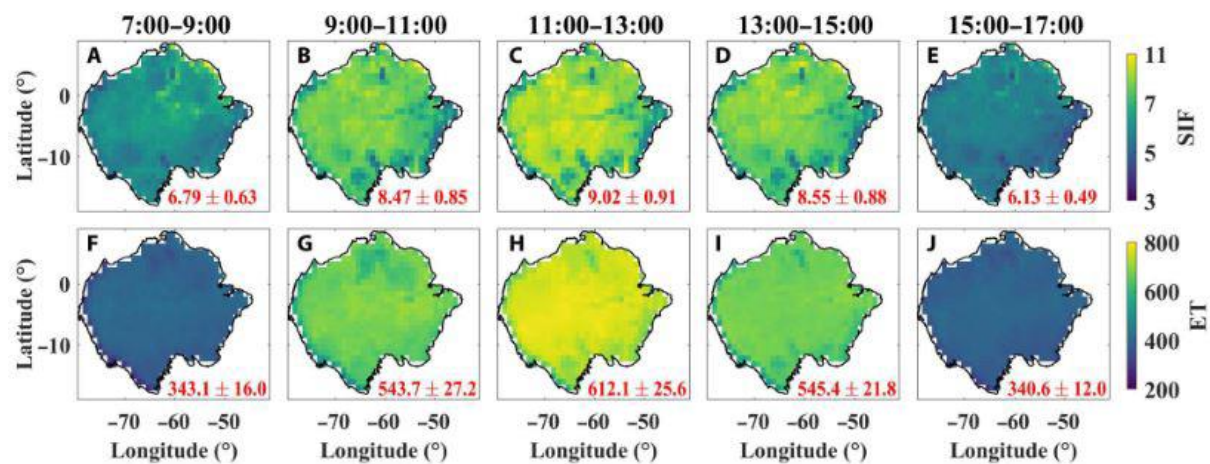 7:00–9:00 9:00–11:00 11:00–13:00 13:00–15:00 15:00–17:00
A B C D E 11
Latitude (°) 0 7 SIF
−10 5
6.79 ± 0.63 8.47 ± 0.85 9.02 ± 0.91 8.55 ± 0.88 6.13 ± 0.49 3
F G H I J 800
Latitude (°) 0 600 ET
−10 400
343.1 ± 16.0 543.7 ± 27.2 612.1 ± 25.6 545.4 ± 21.8 340.6 ± 12.0 200
−70 −60 −50 −70 −60 −50 −70 −60 −50 −70 −60 −50 −70 −60 −50
Longitude (°) Longitude (°) Longitude (°) Longitude (°) Longitude (°)